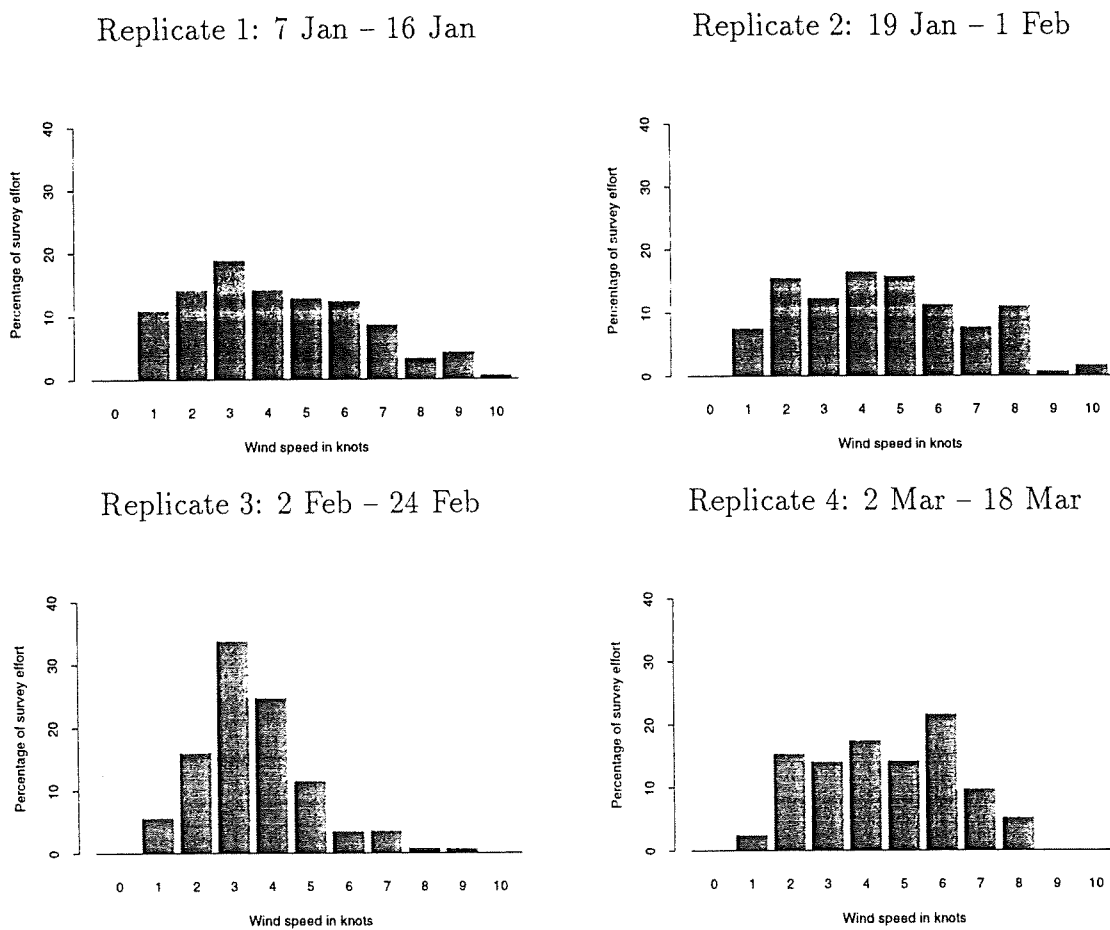 Replicate 1: 7 Jan – 16 Jan
Percentage of survey effort
40
30
20
10
0
0 1 2 3 4 5 6 7 8 9 10
Wind speed in knots
Replicate 2: 19 Jan – 1 Feb
Percentage of survey effort
40
30
20
10
0
0 1 2 3 4 5 6 7 8 9 10
Wind speed in knots
Replicate 3: 2 Feb – 24 Feb
Percentage of survey effort
40
30
20
10
0
0 1 2 3 4 5 6 7 8 9 10
Wind speed in knots
Replicate 4: 2 Mar – 18 Mar
Percentage of survey effort
40
30
20
10
0
0 1 2 3 4 5 6 7 8 9 10
Wind speed in knots